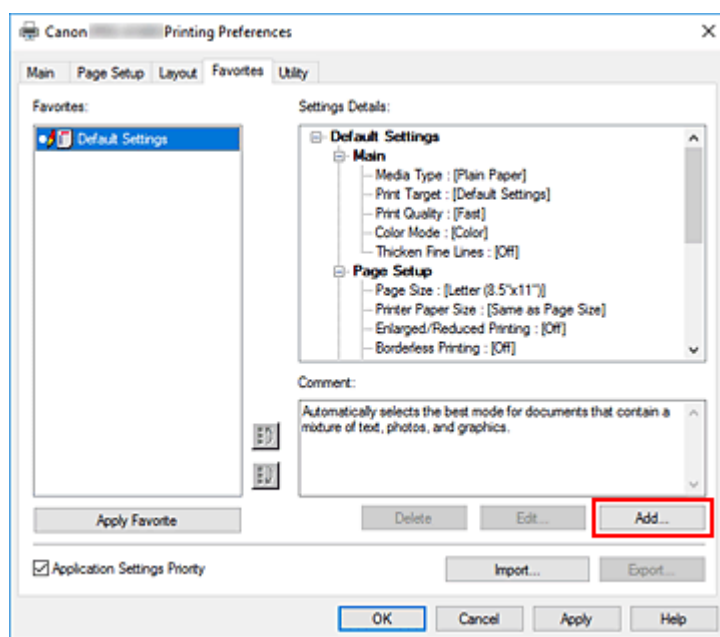 Canon Printing Preferences
Main Page Setup Layout Favorites Utility
Favorites:
Default Settings
Settings Details:
Default Settings
Main
Media Type : [Plain Paper]
Print Target : [Default Settings]
Print Quality : [Fast]
Color Mode : [Color]
Thicken Fine Lines : [Off]
Page Setup
Page Size : [Letter (8.5"x11")]
Printer Paper Size : [Same as Page Size]
Enlarged/Reduced Printing : [Off]
Borderless Printing : [Off]
Comment:
Automatically selects the best mode for documents that contain a
mixture of text, photos, and graphics.
Apply Favorite Delete Edit... Add...
Application Settings Priority Import... Export...
OK Cancel Apply Help